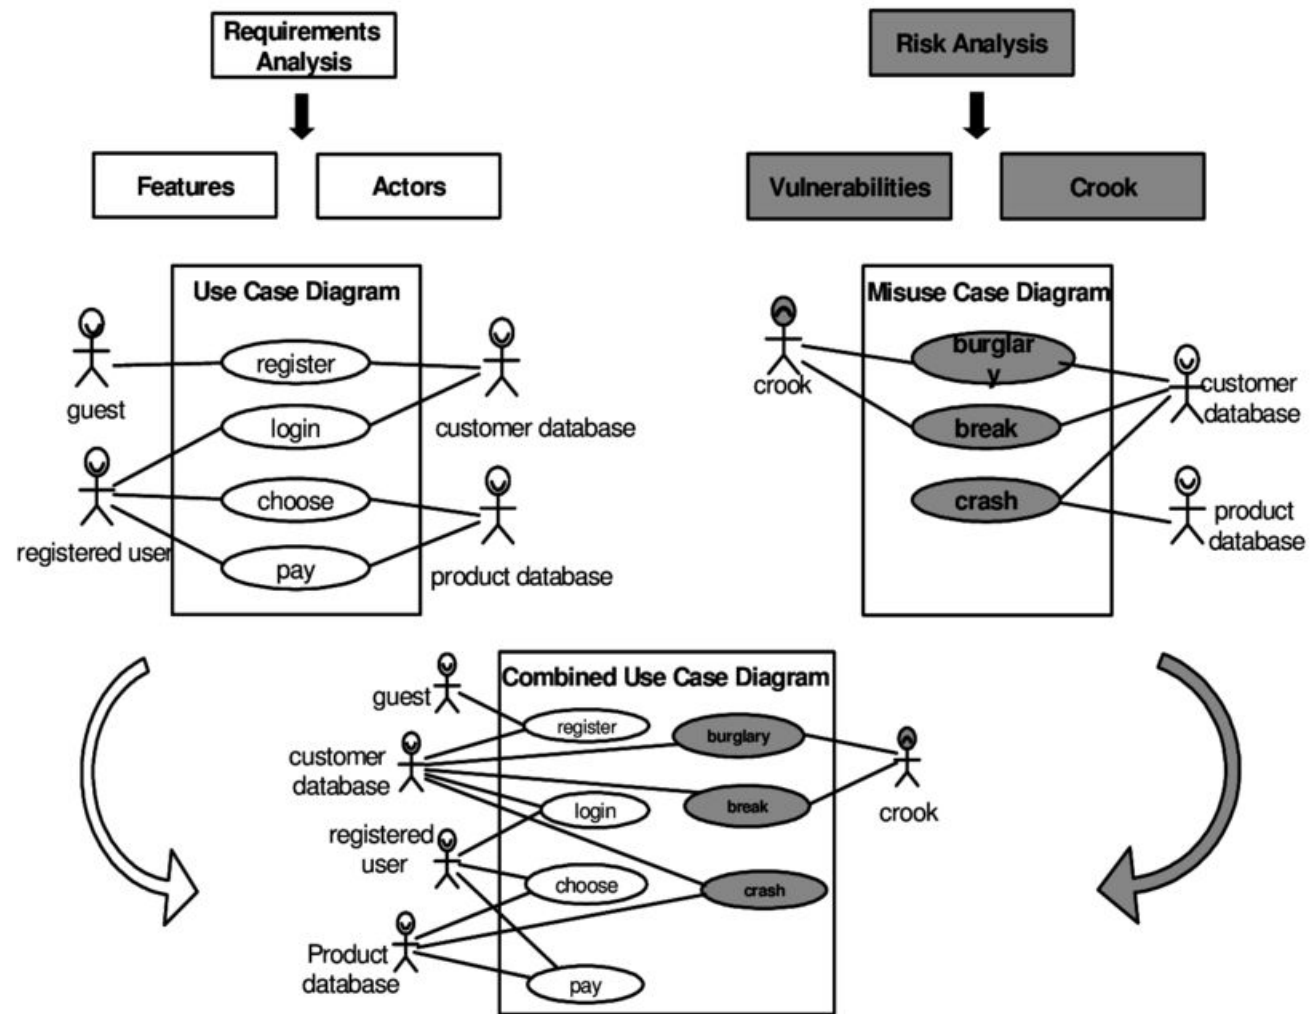 Requirements
Analysis
Risk Analysis
Features
Actors
Vulnerabilities
Crook
Use Case Diagram
register
login
choose
pay
guest
registered user
customer database
product database
Misuse Case Diagram
burglar
y
break
crash
crook
customer
database
product
database
Combined Use Case Diagram
guest
register
burglary
customer
database
login
break
crook
registered
user
choose
crash
Product
database
pay